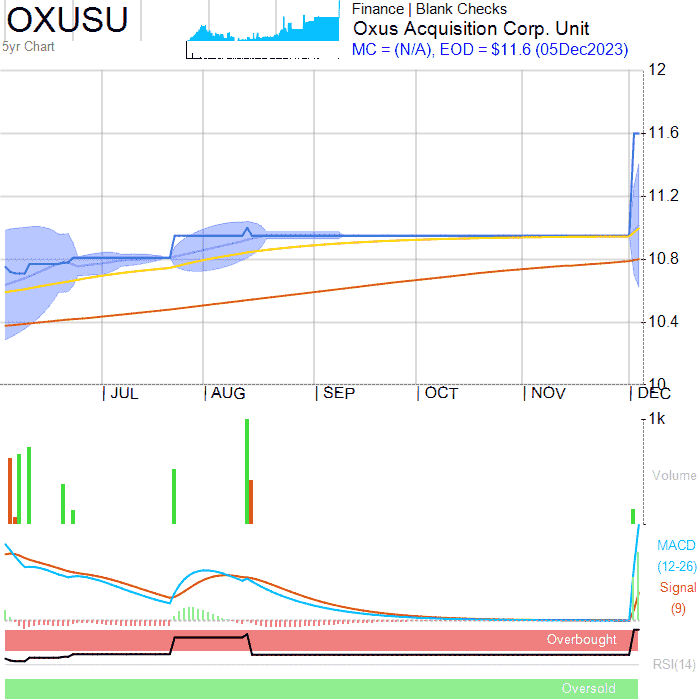 OXUSU
5yr Chart
Finance | Blank Checks
Oxus Acquisition Corp. Unit
MC = (N/A), EOD = $11.6 (05Dec2023)
12
11.6
11.2
10.8
10.4
10
JUL
AUG
SEP
OCT
NOV
DEC
1k
Volume
MACD
(12-26)
Signal
(9)
Overbought
RSI(14)
Oversold